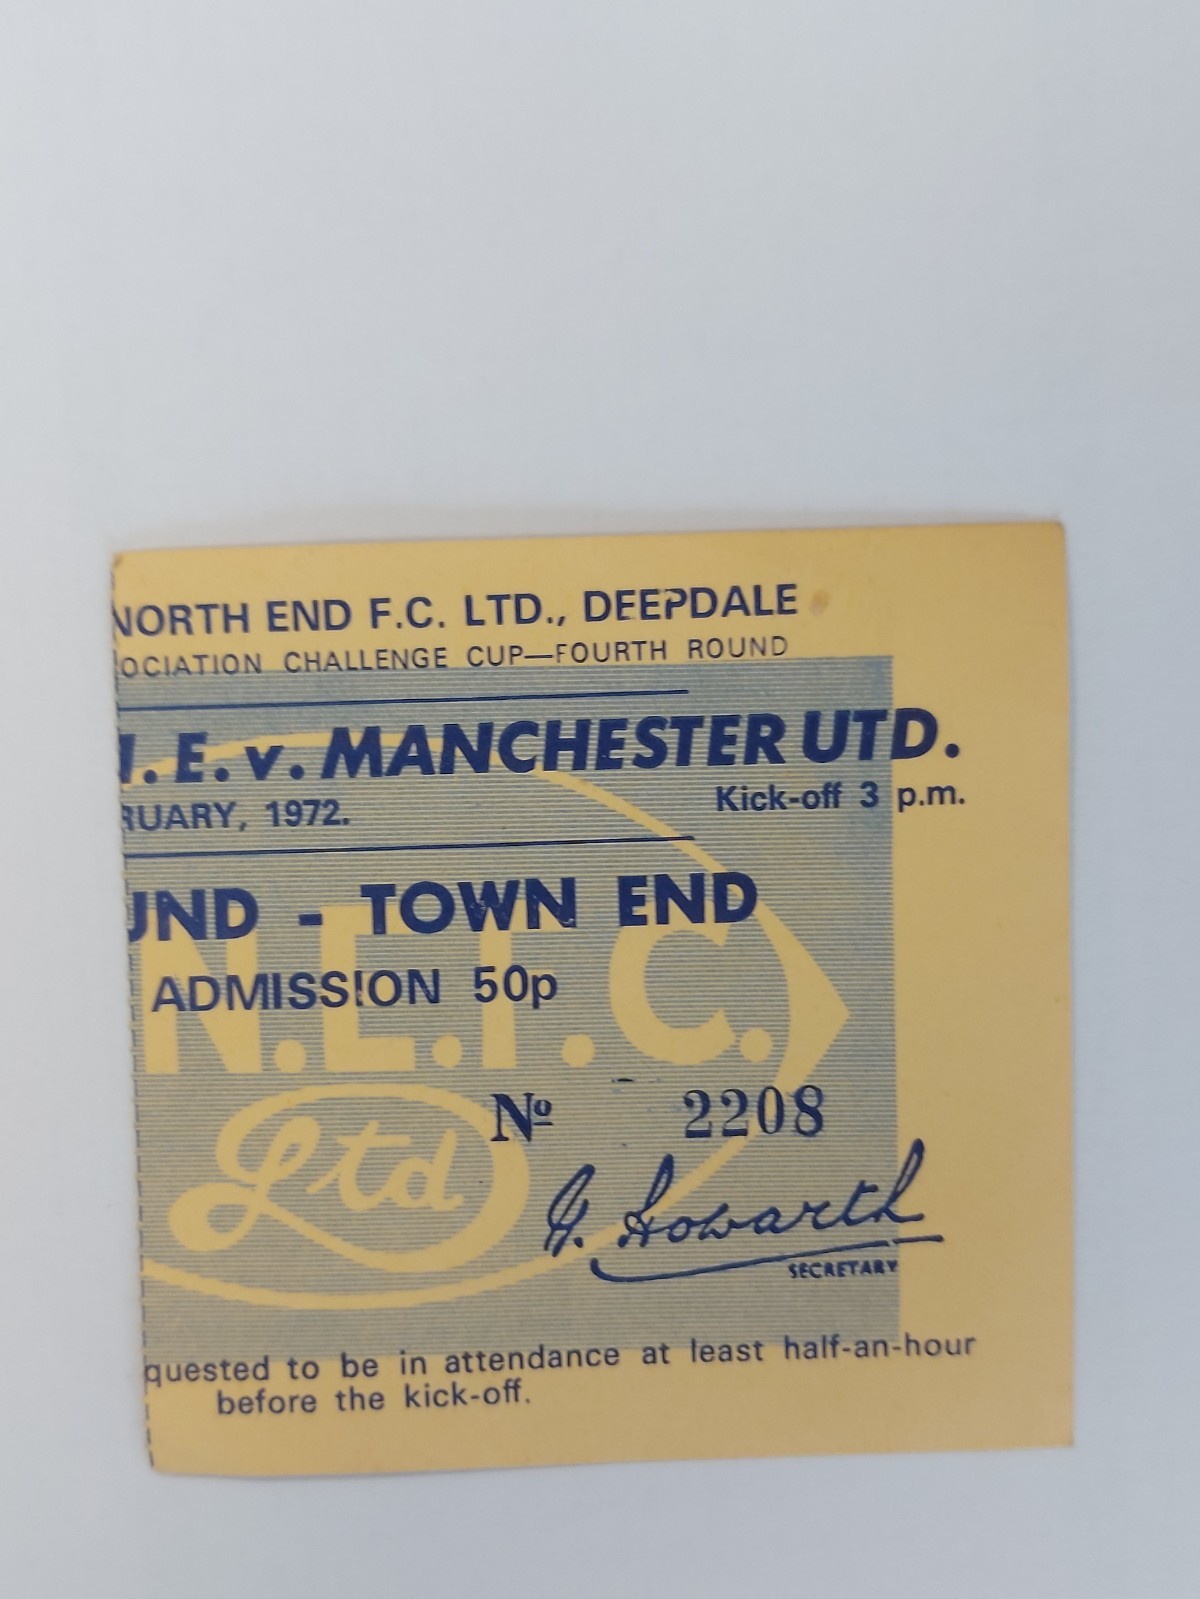 NORTH END F.C. LTD., DEEPDALE
OCIATION CHALLENGE CUP—FOURTH ROUND
. E. v. MANCHESTER UTD.
RUARY, 1972. Kick-off 3 p.m.
UND - TOWN END
ADMISSION 50p
N.E.F.C.
Ltd
Nº 2208
G. Howarth
SECRETARY
quested to be in attendance at least half-an-hour
before the kick-off.